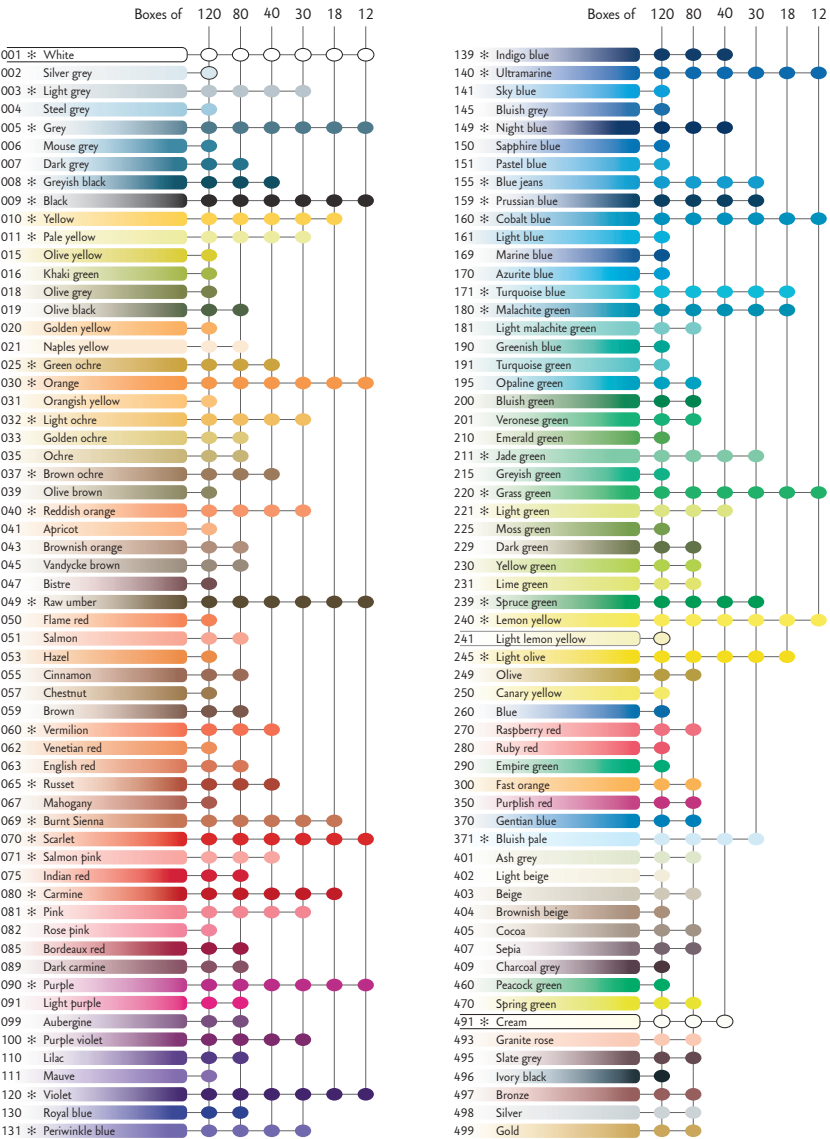 Boxes of 120 80 40 30 18 12
001 * White
002 Silver grey
003 * Light grey
004 Steel grey
005 * Grey
006 Mouse grey
007 Dark grey
008 * Greyish black
009 * Black
010 * Yellow
011 * Pale yellow
015 Olive yellow
016 Khaki green
018 Olive grey
019 Olive black
020 Golden yellow
021 Naples yellow
025 * Green ochre
030 * Orange
031 Orangish yellow
032 * Light ochre
033 Golden ochre
035 Ochre
037 * Brown ochre
039 Olive brown
040 * Reddish orange
041 Apricot
043 Brownish orange
045 Vandycke brown
047 Bistre
049 * Raw umber
050 Flame red
051 Salmon
053 Hazel
055 Cinnamon
057 Chestnut
059 Brown
060 * Vermilion
062 Venetian red
063 English red
065 * Russet
067 Mahogany
069 * Burnt Sienna
070 * Scarlet
071 * Salmon pink
075 Indian red
080 * Carmine
081 * Pink
082 Rose pink
085 Bordeaux red
089 Dark carmine
090 * Purple
091 Light purple
099 Aubergine
100 * Purple violet
110 Lilac
111 Mauve
120 * Violet
130 Royal blue
131 * Periwinkle blue
Boxes of 120 80 40 30 18 12
139 * Indigo blue
140 * Ultramarine
141 Sky blue
145 Bluish grey
149 * Night blue
150 Sapphire blue
151 Pastel blue
155 * Blue jeans
159 * Prussian blue
160 * Cobalt blue
161 Light blue
169 Marine blue
170 Azurite blue
171 * Turquoise blue
180 * Malachite green
181 Light malachite green
190 Greenish blue
191 Turquoise green
195 Opaline green
200 Bluish green
201 Veronese green
210 Emerald green
211 * Jade green
215 Greyish green
220 * Grass green
221 * Light green
225 Moss green
229 Dark green
230 Yellow green
231 Lime green
239 * Spruce green
240 * Lemon yellow
241 Light lemon yellow
245 * Light olive
249 Olive
250 Canary yellow
260 Blue
270 Raspberry red
280 Ruby red
290 Empire green
300 Fast orange
350 Purplish red
370 Gentian blue
371 * Bluish pale
401 Ash grey
402 Light beige
403 Beige
404 Brownish beige
405 Cocoa
407 Sepia
409 Charcoal grey
460 Peacock green
470 Spring green
491 * Cream
493 Granite rose
495 Slate grey
496 Ivory black
497 Bronze
498 Silver
499 Gold